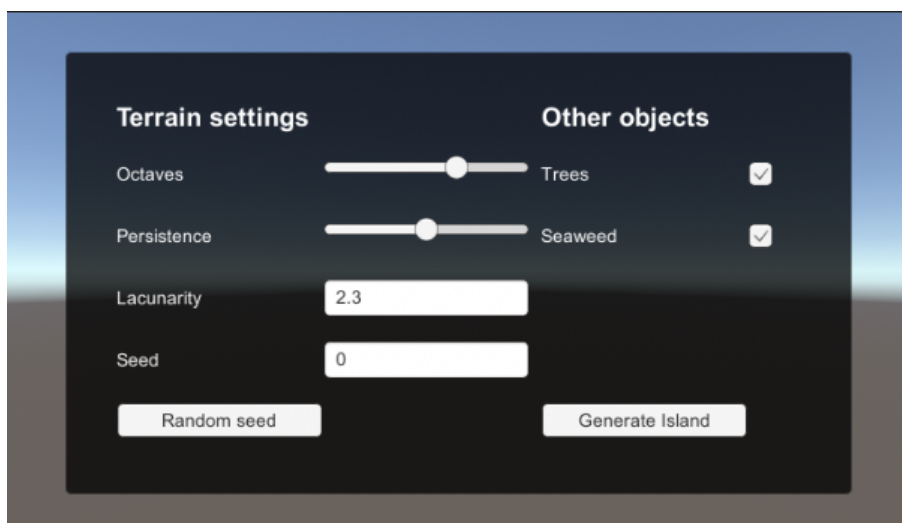 Terrain settings
Other objects
Octaves
Trees
Persistence
Seaweed
Lacunarity
2.3
Seed
0
Random seed
Generate Island